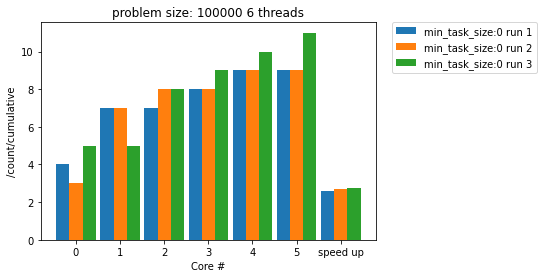 problem size: 100000 6 threads
min_task_size:0 run 1
min_task_size:0 run 2
min_task_size:0 run 3
/count/cumulative
10
8
6
4
2
0
0 1 2 3 4 5 speed up
Core #